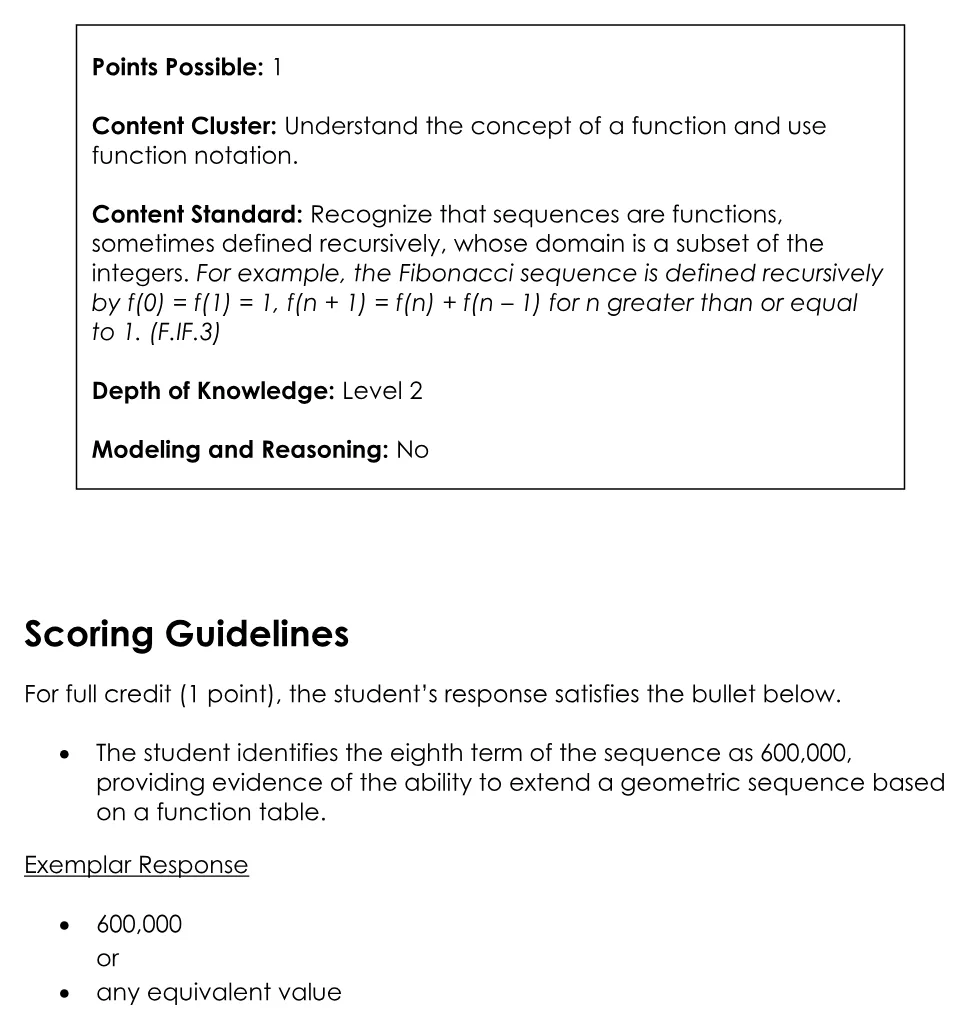 Points Possible: 1
Content Cluster: Understand the concept of a function and use
function notation.
Content Standard: Recognize that sequences are functions,
sometimes defined recursively, whose domain is a subset of the
integers. For example, the Fibonacci sequence is defined recursively
by f(0) = f(1) = 1, f(n + 1) = f(n) + f(n – 1) for n greater than or equal
to 1. (F.IF.3)
Depth of Knowledge: Level 2
Modeling and Reasoning: No
Scoring Guidelines
For full credit (1 point), the student’s response satisfies the bullet below.
• The student identifies the eighth term of the sequence as 600,000,
providing evidence of the ability to extend a geometric sequence based
on a function table.
Exemplar Response
• 600,000
or
• any equivalent value